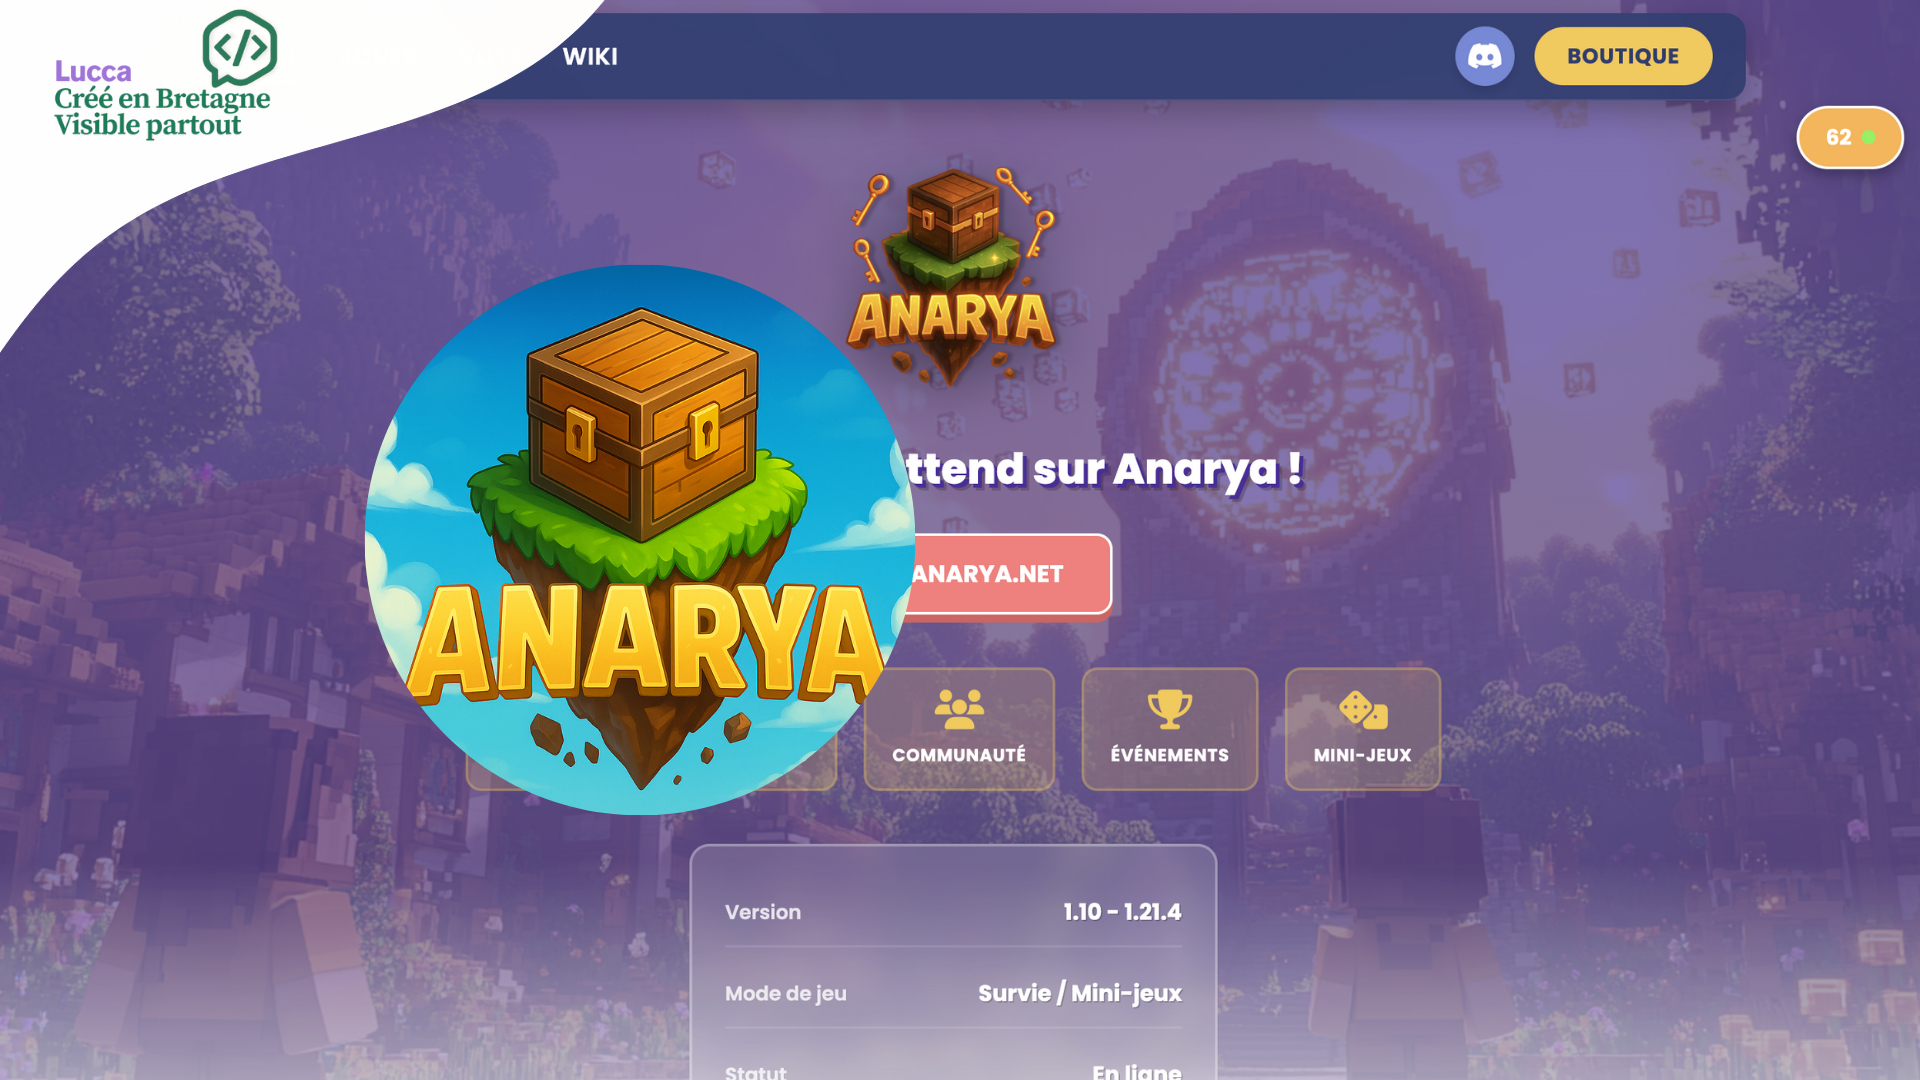 Lucca
Créé en Bretagne
Visible partout
WIKI
BOUTIQUE
62
ANARYA
ttend sur Anarya !
ANARYA.NET
ANARYA
COMMUNAUTÉ
ÉVÉNEMENTS
MINI-JEUX
Version
1.10 - 1.21.4
Mode de jeu
Survie / Mini-jeux
Statut
En ligne